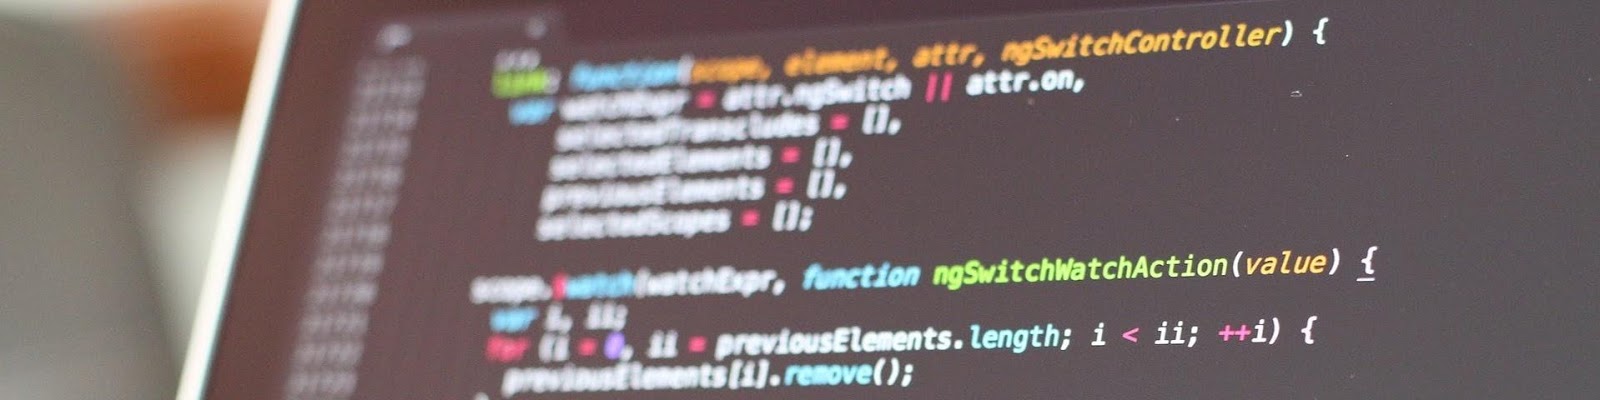 link: function(scope, element, attr, ngSwitchController) {
var watchExpr = attr.ngSwitch || attr.on,
selectedTranscludes = [],
selectedElements = [],
previousElements = [],
selectedScopes = [];
scope.$watch(watchExpr, function ngSwitchWatchAction(value) {
var i, ii;
for (i = 0, ii = previousElements.length; i < ii; ++i) {
previousElements[i].remove();